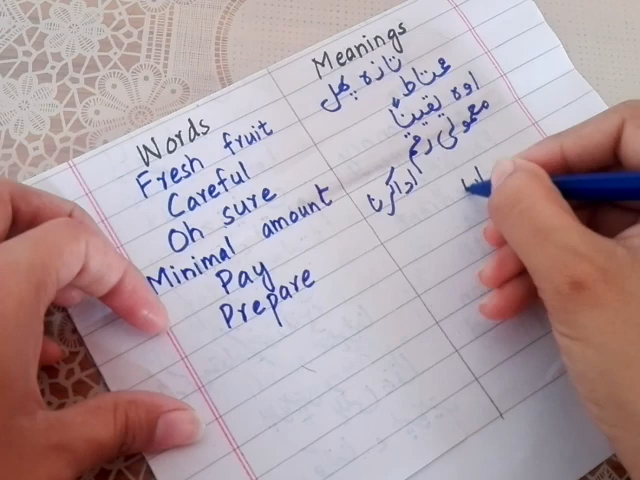 Words Meanings
Fresh fruit تازہ پھل
Careful محتاط
Oh sure اوہ یقیناً
Minimal amount معمولی رقم
Pay ادا کرنا
Prepare